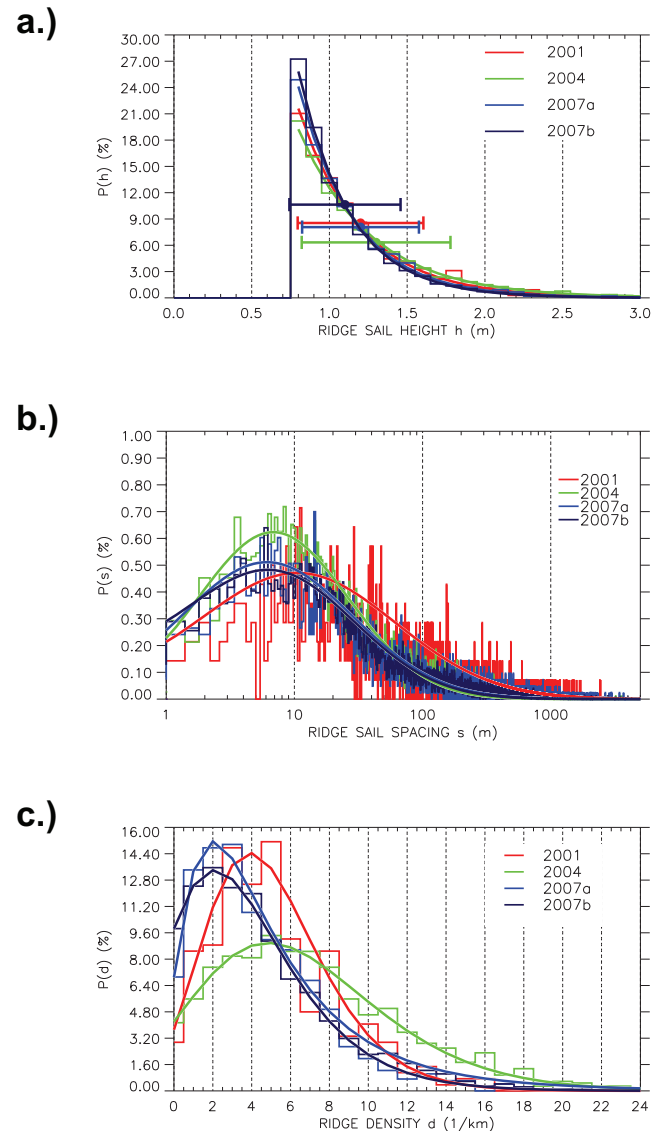 a.)
30.00
27.00
24.00
21.00
18.00
15.00
12.00
9.00
6.00
3.00
0.00
P(h) (%)
2001
2004
2007a
2007b
0.0 0.5 1.0 1.5 2.0 2.5 3.0
RIDGE SAIL HEIGHT h (m)
b.)
1.00
0.90
0.80
0.70
0.60
0.50
0.40
0.30
0.20
0.10
0.00
P(s) (%)
2001
2004
2007a
2007b
1 10 100 1000
RIDGE SAIL SPACING s (m)
c.)
16.00
14.40
12.80
11.20
9.60
8.00
6.40
4.80
3.20
1.60
0.00
P(d) (%)
2001
2004
2007a
2007b
0 2 4 6 8 10 12 14 16 18 20 22 24
RIDGE DENSITY d (1/km)